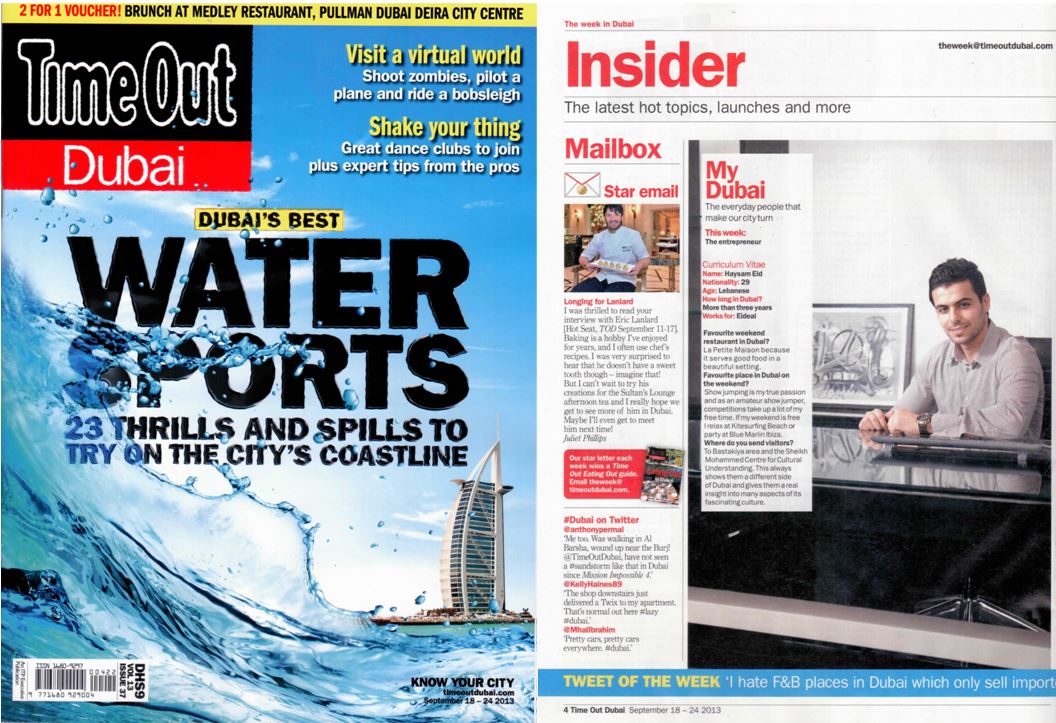 2 FOR 1 VOUCHER! BRUNCH AT MEDLEY RESTAURANT, PULLMAN DUBAI DEIRA CITY CENTRE
Time Out
Dubai
Visit a virtual world
Shoot zombies, pilot a
plane and ride a bobsleigh
Shake your thing
Great dance clubs to join
plus expert tips from the pros
DUBAI'S BEST
WATER
SPORTS
23 THRILLS AND SPILLS TO
TRY ON THE CITY'S COASTLINE
An ITP Executive
Publication
ISSN 1680-9297
9 771680 929004
DHS9
VOL 13
ISSUE 37
KNOW YOUR CITY
timeoutdubai.com
September 18 – 24 2013
The week in Dubai
Insider
theweek@timeoutdubai.com
The latest hot topics, launches and more
Mailbox
Star email
Longing for Lanlard
I was thrilled to read your
interview with Eric Lanlard
[Hot Seat, TOD September 11-17].
Baking is a hobby I've enjoyed
for years, and I often use chef's
recipes. I was very surprised to
hear that he doesn't have a sweet
tooth though – imagine that!
But I can't wait to try his
creations for the Sultan's Lounge
afternoon tea and I really hope we
get to see more of him in Dubai.
Maybe I'll even get to meet
him next time!
Juliet Phillips
Our star letter each
week wins a Time
Out Eating Out guide.
Email theweek@
timeoutdubai.com.
#Dubai on Twitter
@anthonypermal
'Me too. Was walking in Al
Barsha, wound up near the Burj!
@TimeOutDubai, have not seen
a #sandstorm like that in Dubai
since Mission Impossible 4.'
@KellyHaines89
'The shop downstairs just
delivered a Twix to my apartment.
That's normal out here #lazy
#dubai.'
@MhaIIbrahim
'Pretty cars, pretty cars
everywhere. #dubai.'
My
Dubai
The everyday people that
make our city turn
This week:
The entrepreneur
Curriculum Vitae
Name: Haysam Eid
Nationality: 29
Age: Lebanese
How long in Dubai?
More than three years
Works for: Eideal
Favourite weekend
restaurant in Dubai?
La Petite Maison because
it serves good food in a
beautiful setting.
Favourite place in Dubai on
the weekend?
Show jumping is my true passion
and as an amateur show jumper,
competitions take up a lot of my
free time. If my weekend is free
I relax at Kitesurfing Beach or
party at Blue Marlin Ibiza.
Where do you send visitors?
To Bastakiya area and the Sheikh
Mohammed Centre for Cultural
Understanding. This always
shows them a different side
of Dubai and gives them a real
insight into many aspects of its
fascinating culture.
TWEET OF THE WEEK 'I hate F&B places in Dubai which only sell import
4 Time Out Dubai September 18 – 24 2013